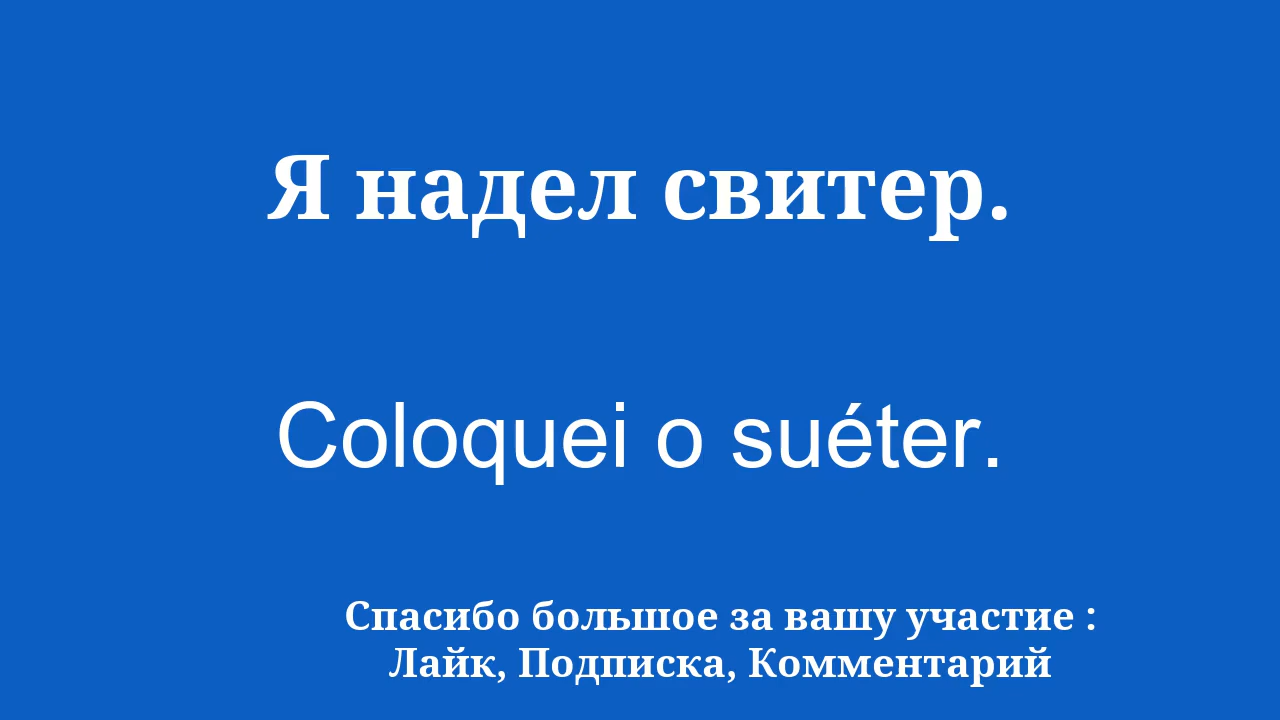 Я надел свитер.
Coloquei o suéter.
Спасибо большое за вашу участие :
Лайк, Подписка, Комментарий